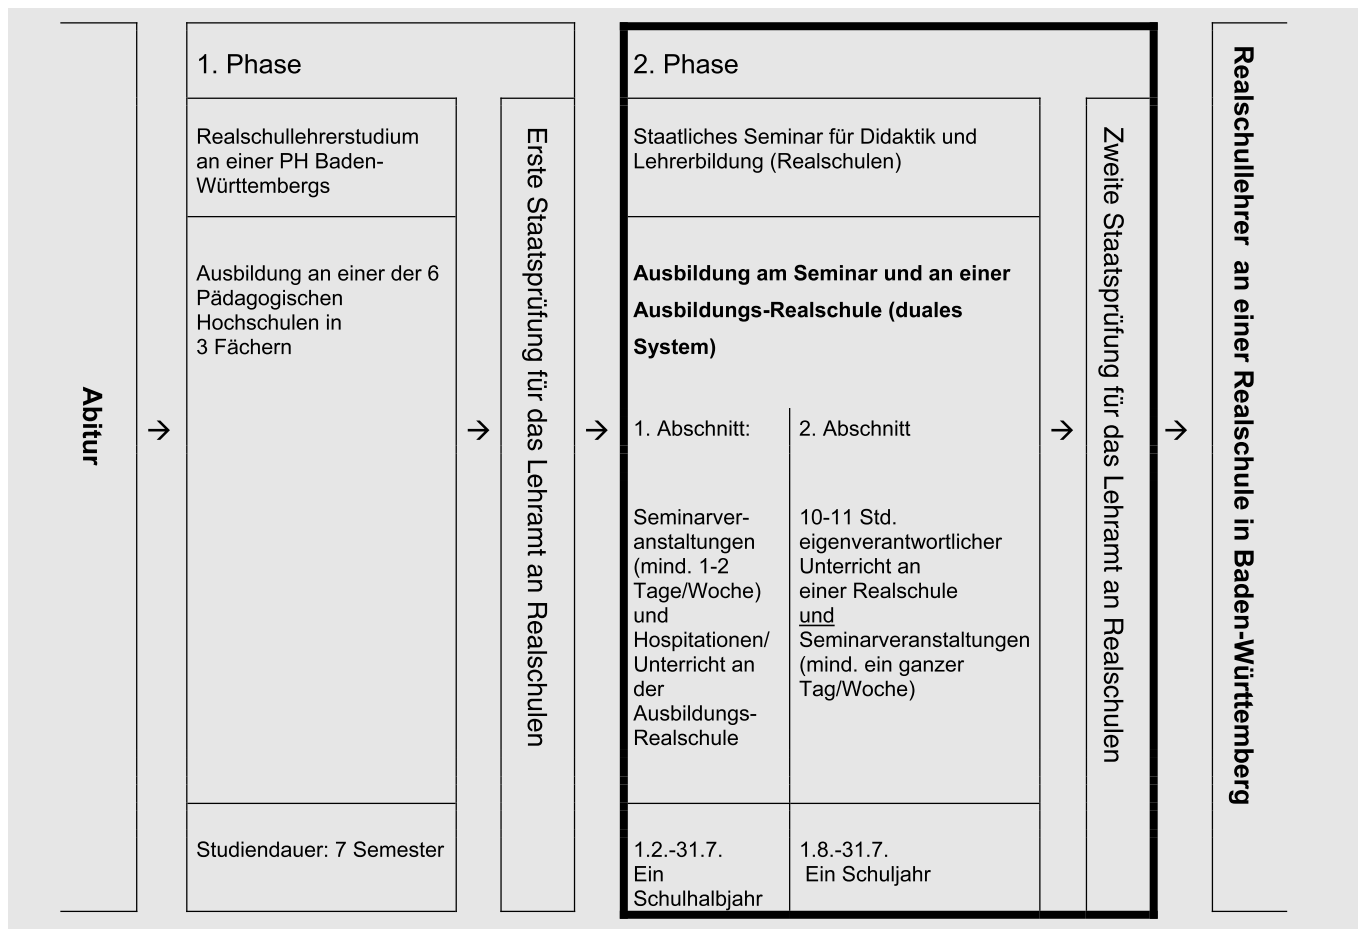 Abitur
→
1. Phase
Realschullehrerstudium
an einer PH Baden-
Württembergs
Ausbildung an einer der 6
Pädagogischen
Hochschulen in
3 Fächern
Studiendauer: 7 Semester
→
Erste Staatsprüfung für das Lehramt an Realschulen
→
2. Phase
Staatliches Seminar für Didaktik und
Lehrerbildung (Realschulen)
Ausbildung am Seminar und an einer
Ausbildungs-Realschule (duales
System)
1. Abschnitt:
Seminarver-
anstaltungen
(mind. 1-2
Tage/Woche)
und
Hospitationen/
Unterricht an
der
Ausbildungs-
Realschule
1.2.-31.7.
Ein
Schulhalbjahr
2. Abschnitt
10-11 Std.
eigenverantwortlicher
Unterricht an
einer Realschule
und
Seminarveranstaltungen
(mind. ein ganzer
Tag/Woche)
1.8.-31.7.
Ein Schuljahr
→
Zweite Staatsprüfung für das Lehramt an Realschulen
→
Realschullehrer an einer Realschule in Baden-Württemberg